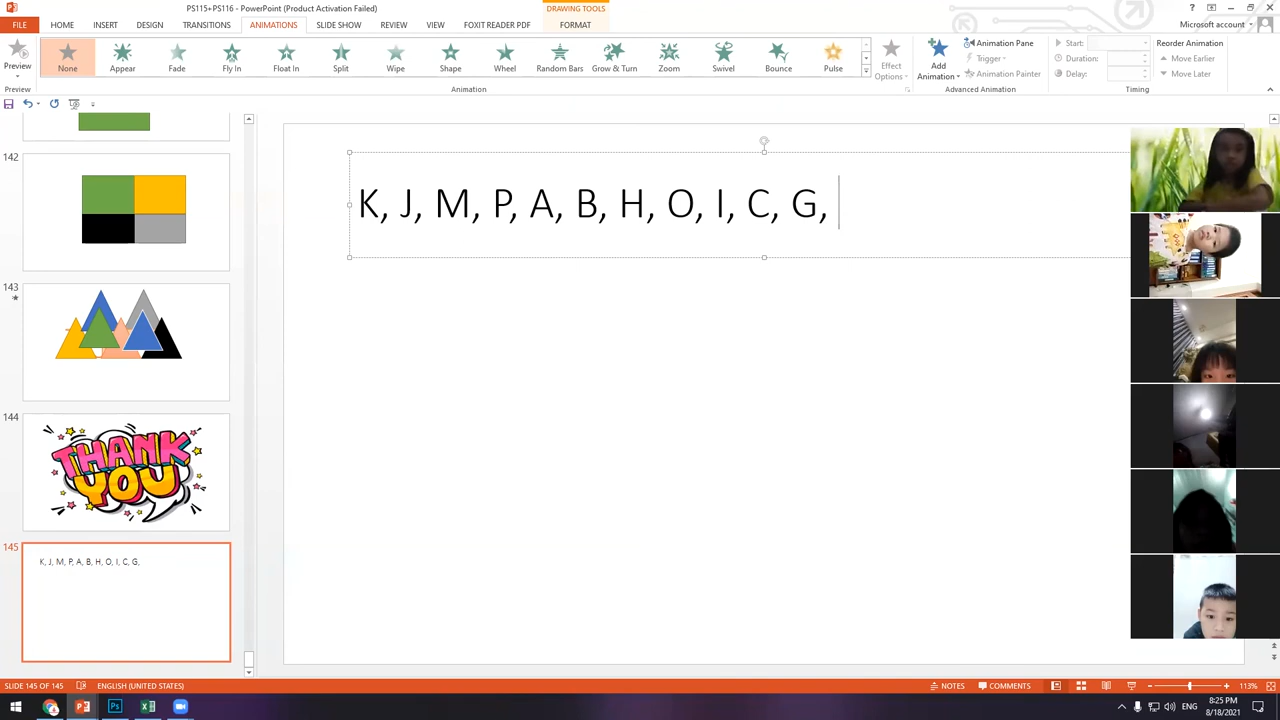 PS115+PS116 - PowerPoint (Product Activation Failed)
DRAWING TOOLS
FILE HOME INSERT DESIGN TRANSITIONS ANIMATIONS SLIDE SHOW REVIEW VIEW FOXIT READER PDF FORMAT
Microsoft account
Preview
None Appear Fade Fly In Float In Split Wipe Shape Wheel Random Bars Grow & Turn Zoom Swivel Bounce Pulse
Effect Options
Add Animation
Animation Pane
Trigger
Animation Painter
Start:
Duration:
Delay:
Reorder Animation
Move Earlier
Move Later
Preview Animation Advanced Animation Timing
142
143
144
THANK
YOU
145
K, J, M, P, A, B, H, O, I, C, G,
K, J, M, P, A, B, H, O, I, C, G,
SLIDE 145 OF 145 ENGLISH (UNITED STATES) NOTES COMMENTS 113%
ENG
8:25 PM
8/18/2021